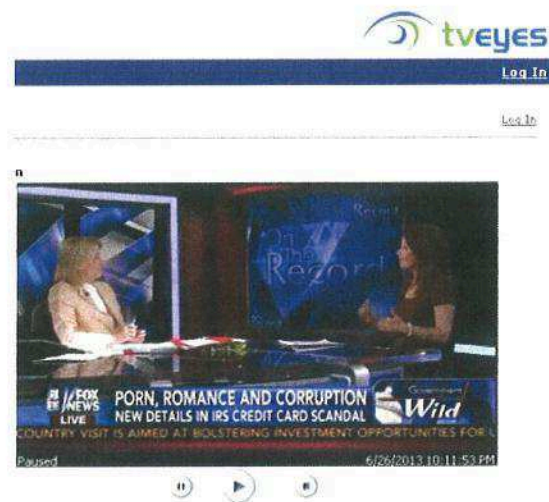 tveyes
Log In
Log In
n
On
the
Record
Record
FOX
NEWS
LIVE
PORN, ROMANCE AND CORRUPTION
NEW DETAILS IN IRS CREDIT CARD SCANDAL
Government
Wild
COUNTRY VISIT IS AIMED AT BOLSTERING INVESTMENT OPPORTUNITIES FOR
Paused
6/26/2013 10:11:53 PM